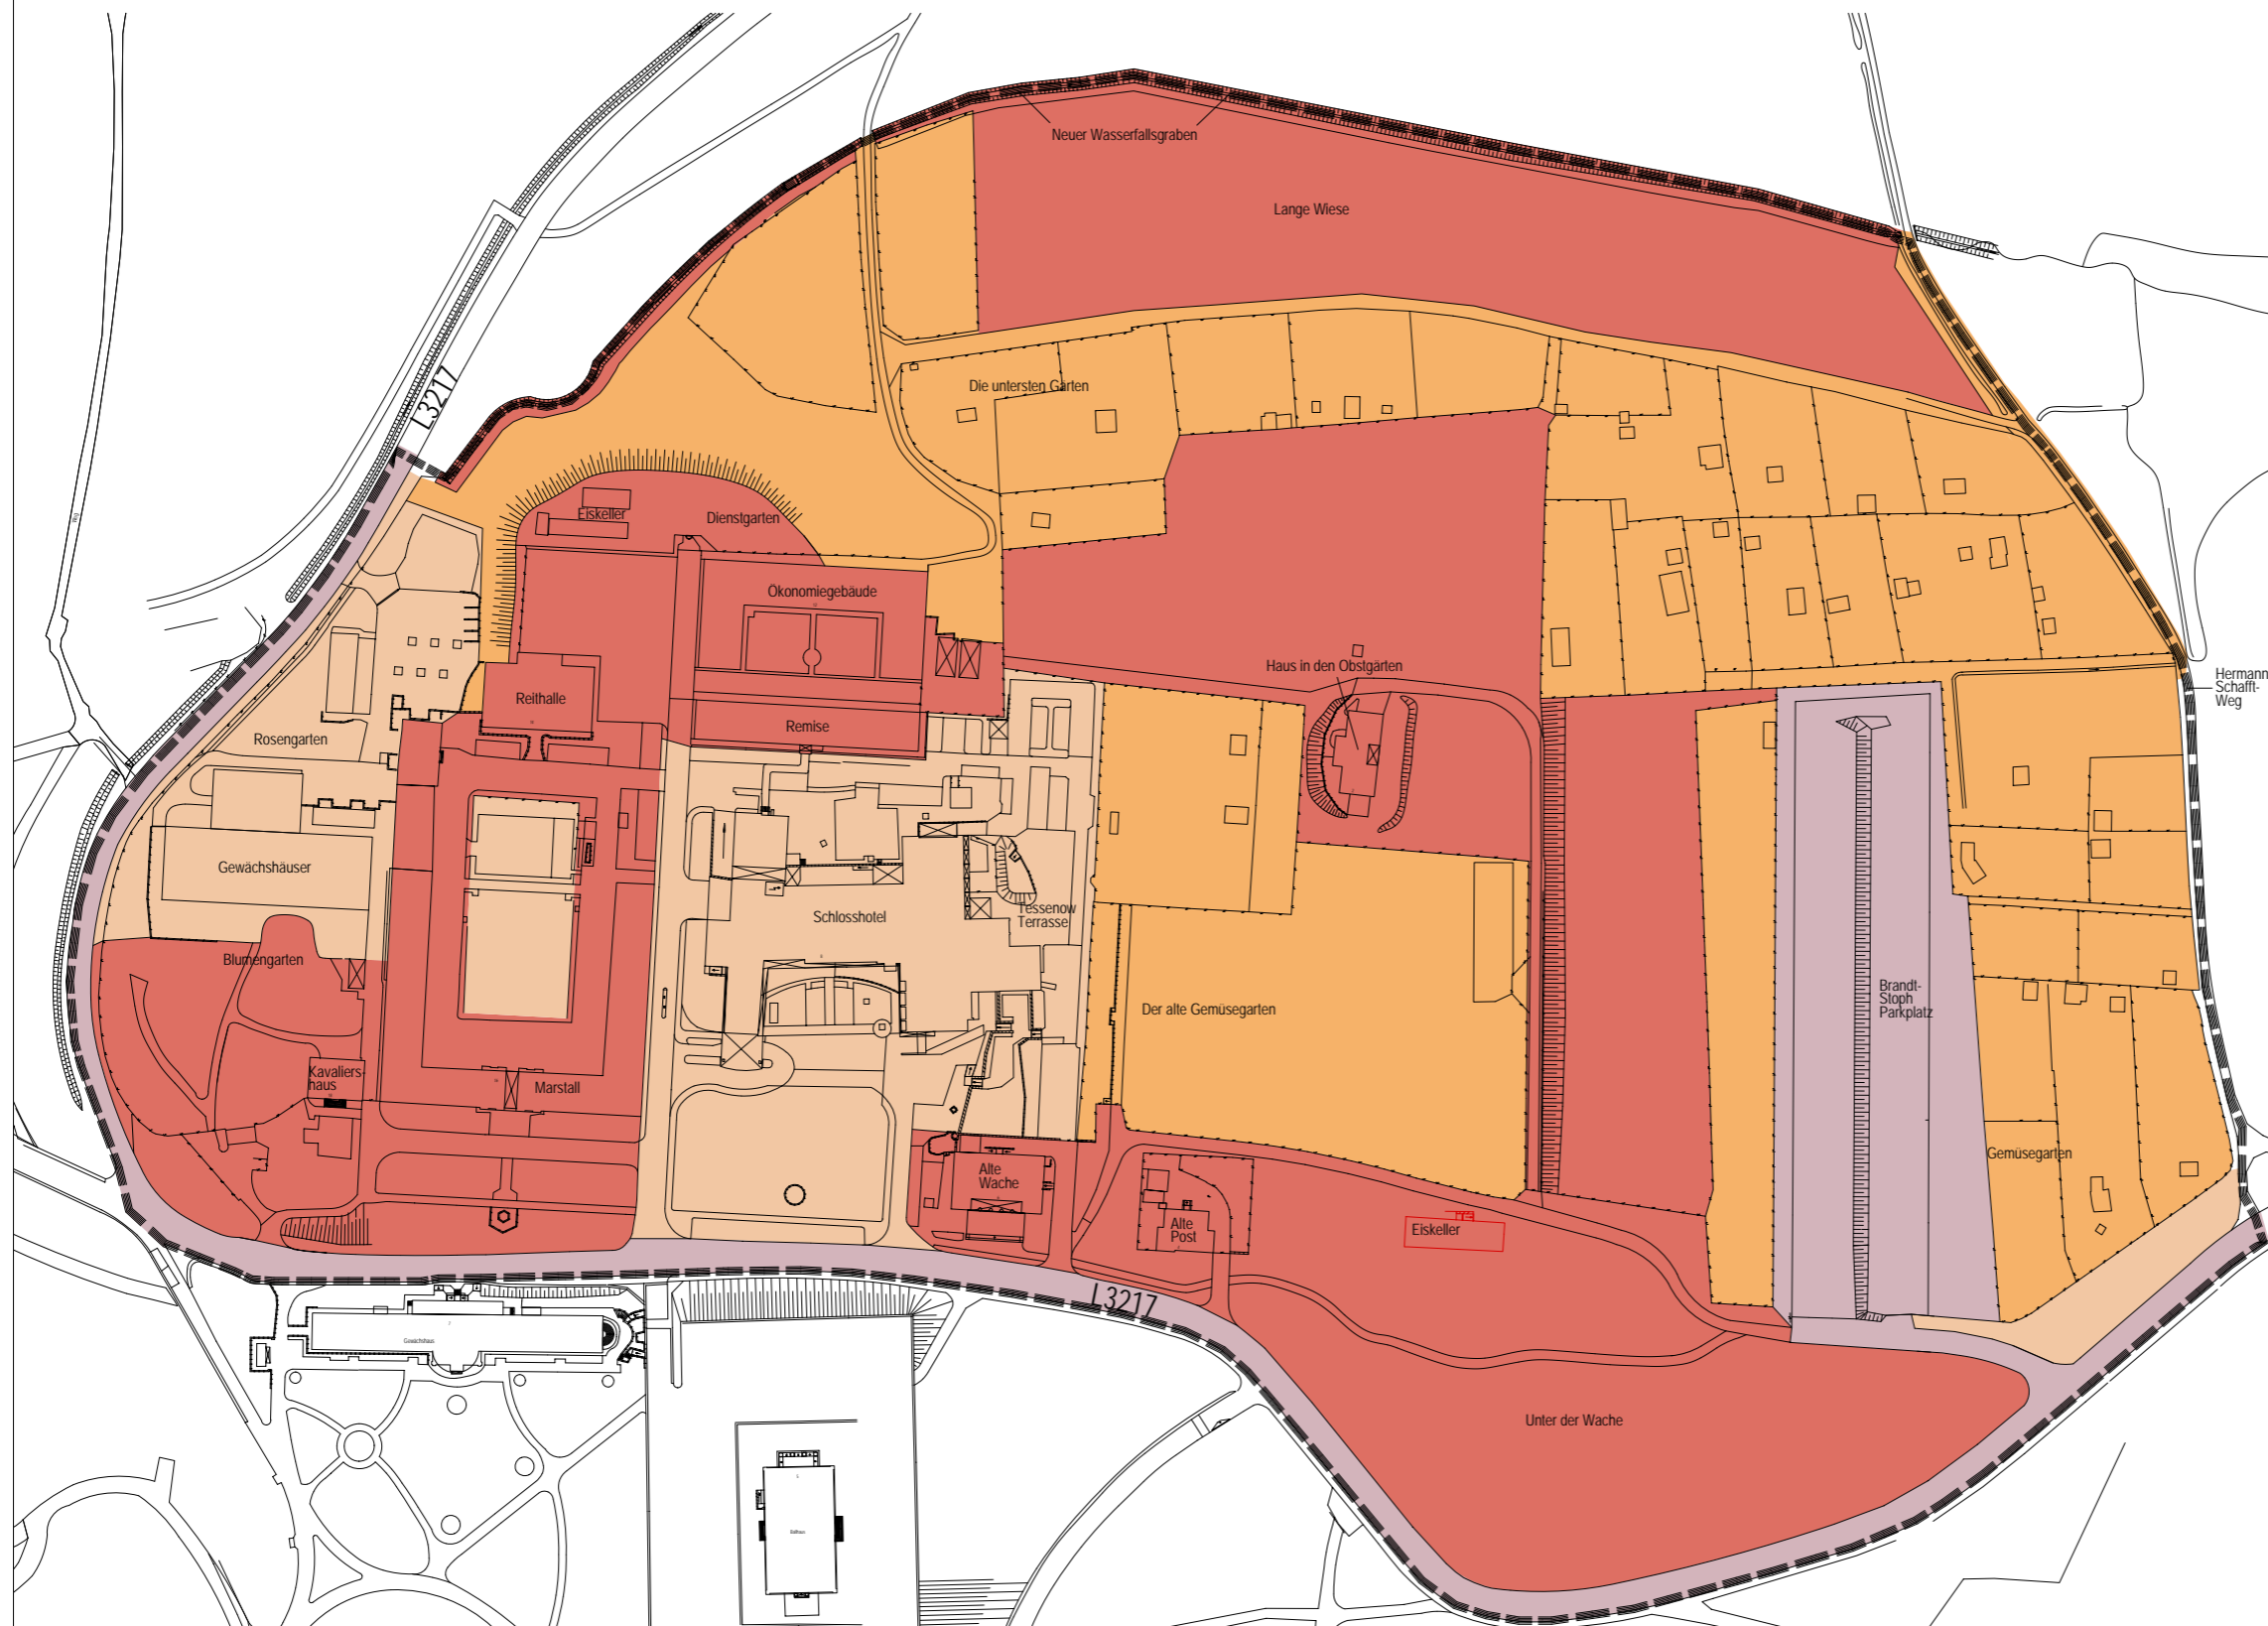 Neuer Wasserfallsgraben
Lange Wiese
L3217
Die untersten Gärten
Eiskeller
Dienstgarten
Ökonomiegebäude
Haus in den Obstgärten
Hermann
Schafft-
Weg
Reithalle
Remise
Rosengarten
Gewächshäuser
Schlosshotel
Tessenow
Terrasse
Blumengarten
Der alte Gemüsegarten
Brandt-
Stoph
Parkplatz
Kavaliers-
haus
Marstall
Gemüsegarten
Alte
Wache
Alte
Post
Eiskeller
L3217
Gewächshaus
Unter der Wache
Ballhaus